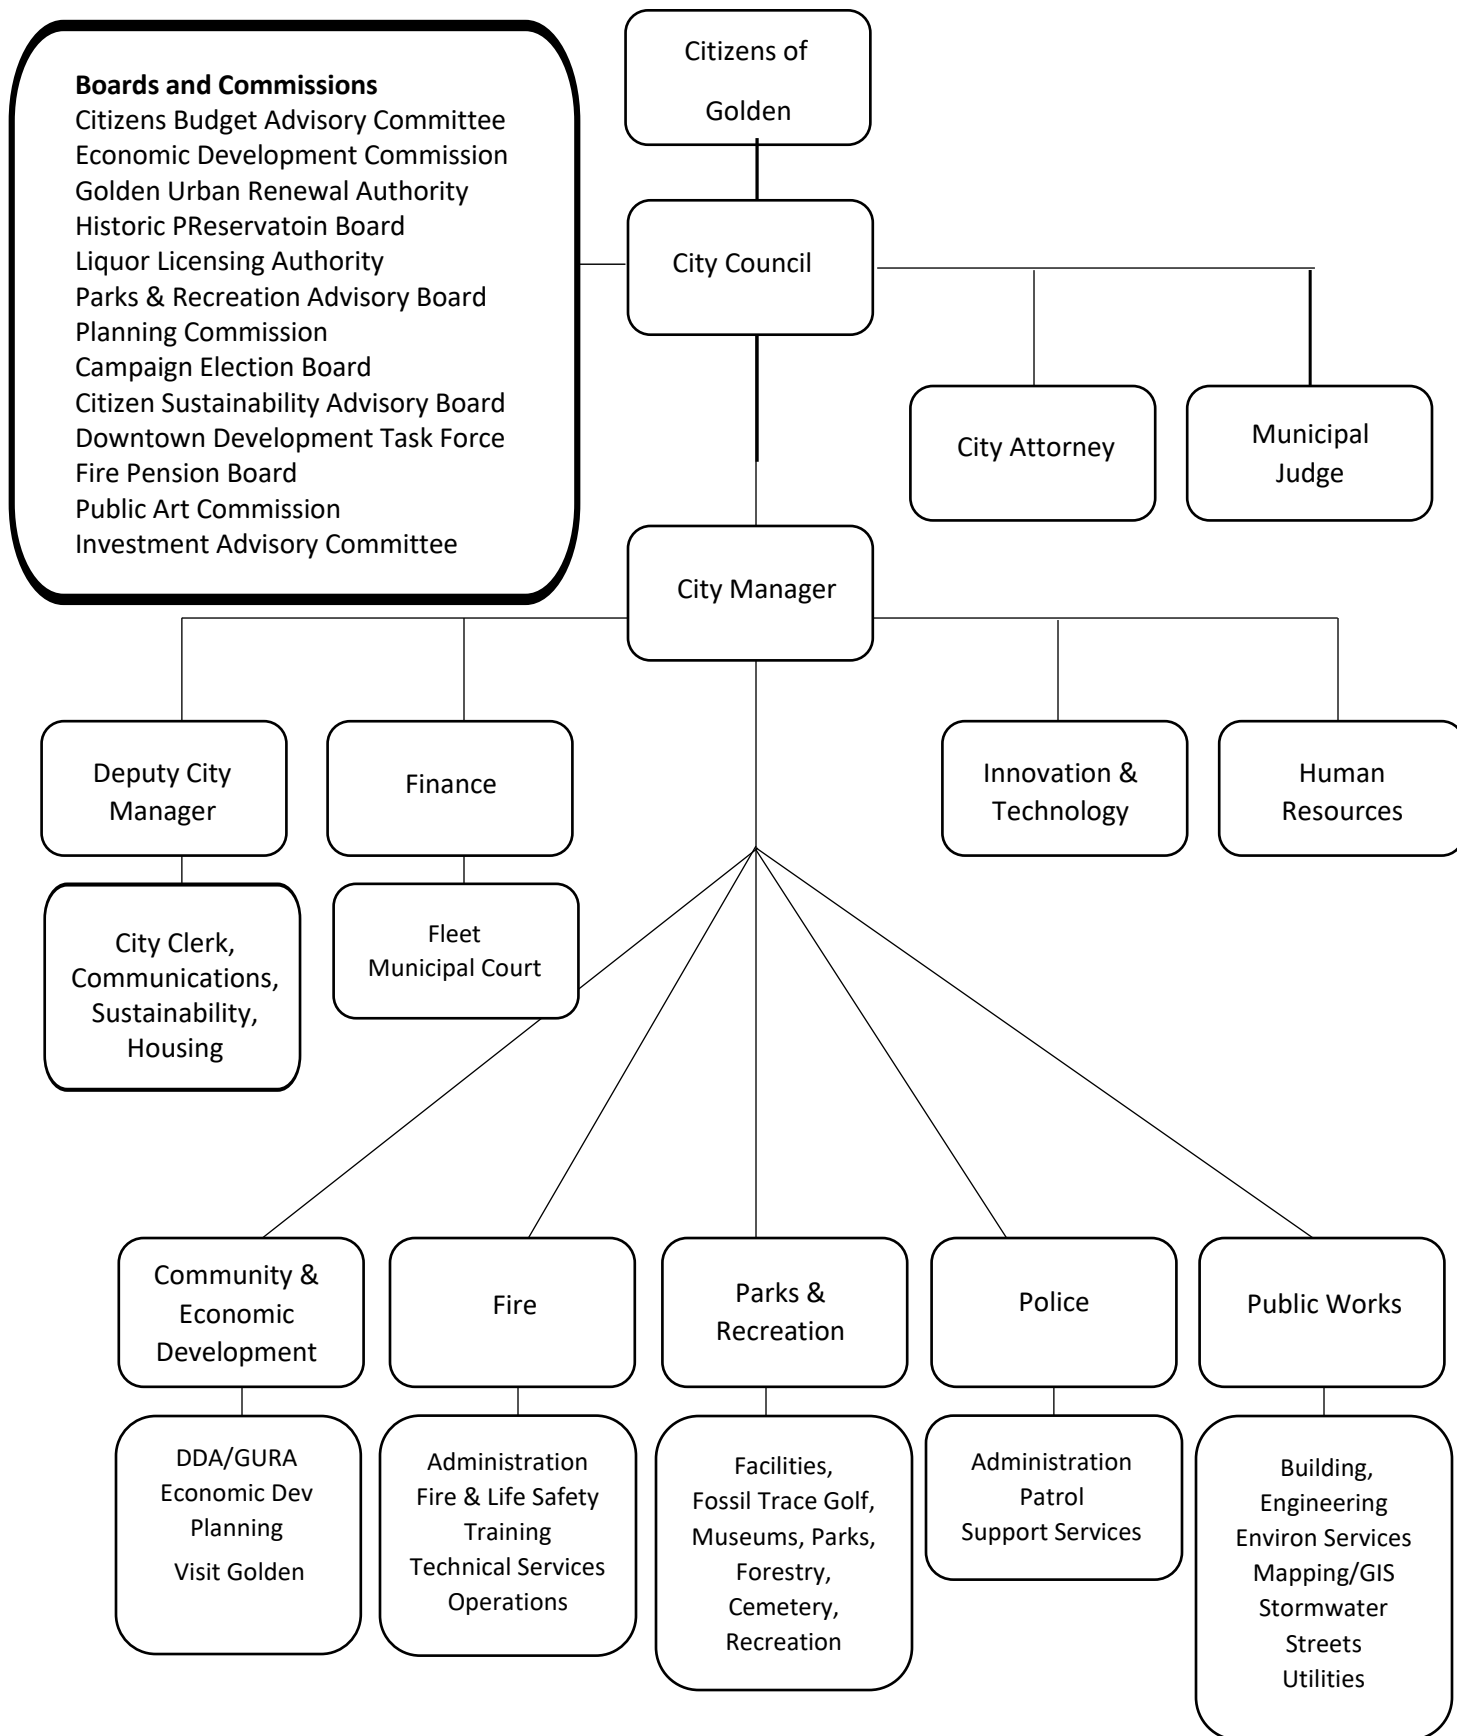 Citizens of
Golden
Boards and Commissions
Citizens Budget Advisory Committee
Economic Development Commission
Golden Urban Renewal Authority
Historic PReservatoin Board
Liquor Licensing Authority
Parks & Recreation Advisory Board
Planning Commission
Campaign Election Board
Citizen Sustainability Advisory Board
Downtown Development Task Force
Fire Pension Board
Public Art Commission
Investment Advisory Committee
City Council
City Attorney
Municipal
Judge
City Manager
Deputy City
Manager
Finance
Innovation &
Technology
Human
Resources
City Clerk,
Communications,
Sustainability,
Housing
Fleet
Municipal Court
Community &
Economic
Development
Fire
Parks &
Recreation
Police
Public Works
DDA/GURA
Economic Dev
Planning
Visit Golden
Administration
Fire & Life Safety
Training
Technical Services
Operations
Facilities,
Fossil Trace Golf,
Museums, Parks,
Forestry,
Cemetery,
Recreation
Administration
Patrol
Support Services
Building,
Engineering
Environ Services
Mapping/GIS
Stormwater
Streets
Utilities